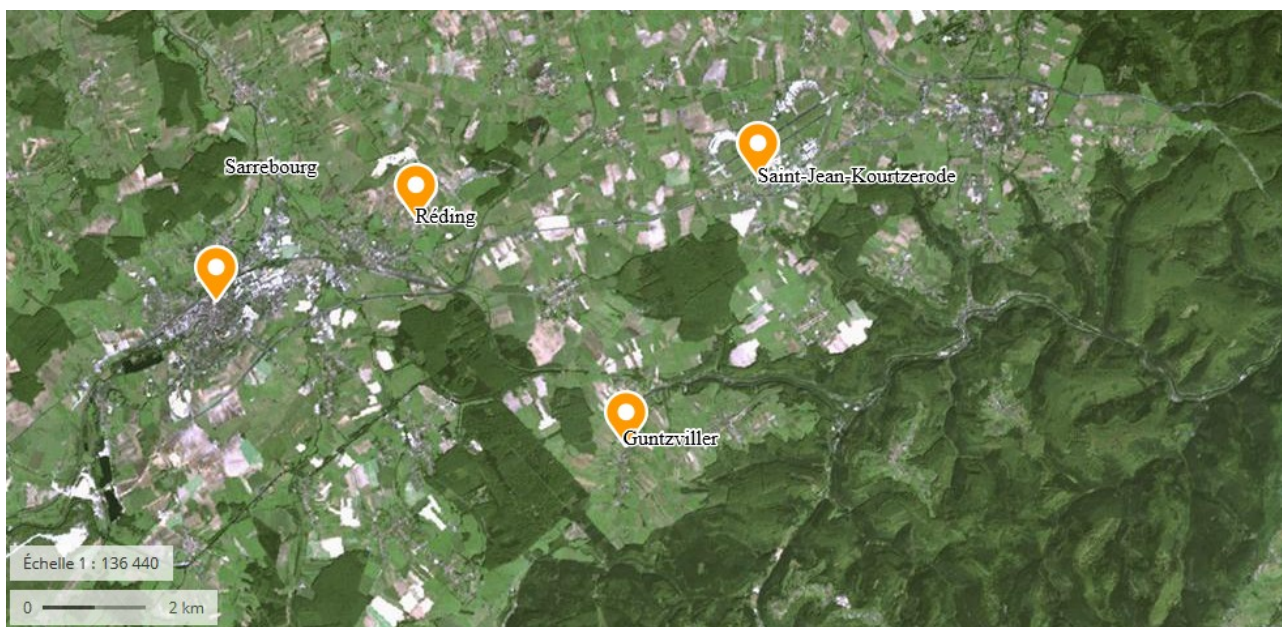 Sarrebourg
Saint-Jean-Kourtzerode
Réding
Guntzviller
Échelle 1 : 136 440
0 2 km